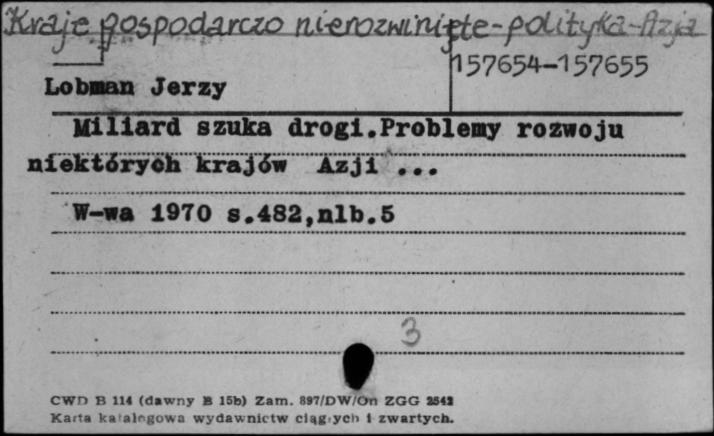 Kraje gospodarczo nierozwinięte-polityka-Azja
157654-157655
Lobman Jerzy
Miliard szuka drogi.Problemy rozwoju
niektórych krajów Azji ...
W-wa 1970 s.482,nlb.5
3
CWD B 114 (dawny B 15b) Zam. 897/DW/On ZGG 2542
Karta katalogowa wydawnictw ciągłych i zwartych.